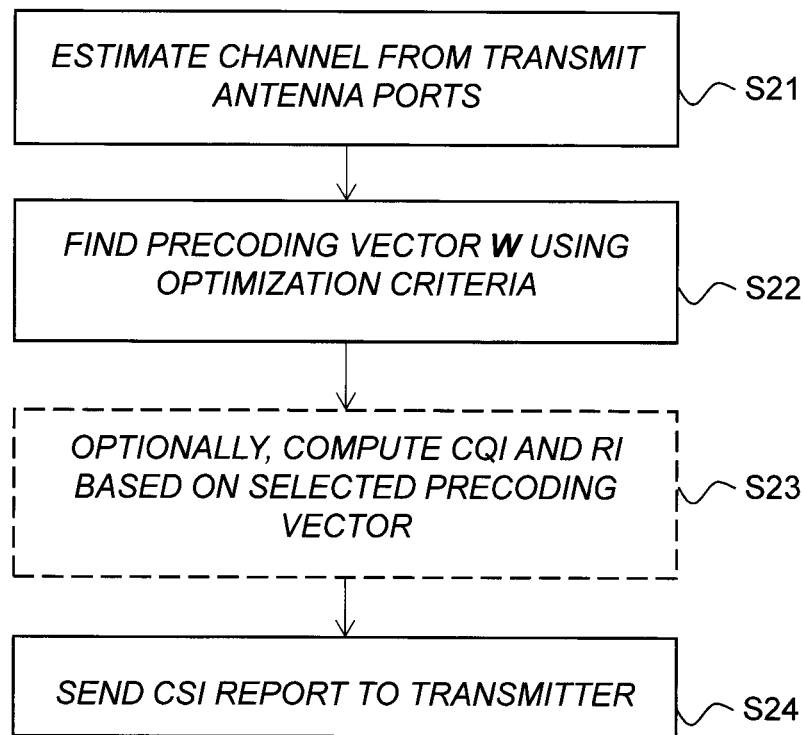 ESTIMATE CHANNEL FROM TRANSMIT
ANTENNA PORTS
S21
FIND PRECODING VECTOR W USING
OPTIMIZATION CRITERIA
S22
OPTIONALLY, COMPUTE CQI AND RI
BASED ON SELECTED PRECODING
VECTOR
S23
SEND CSI REPORT TO TRANSMITTER
S24